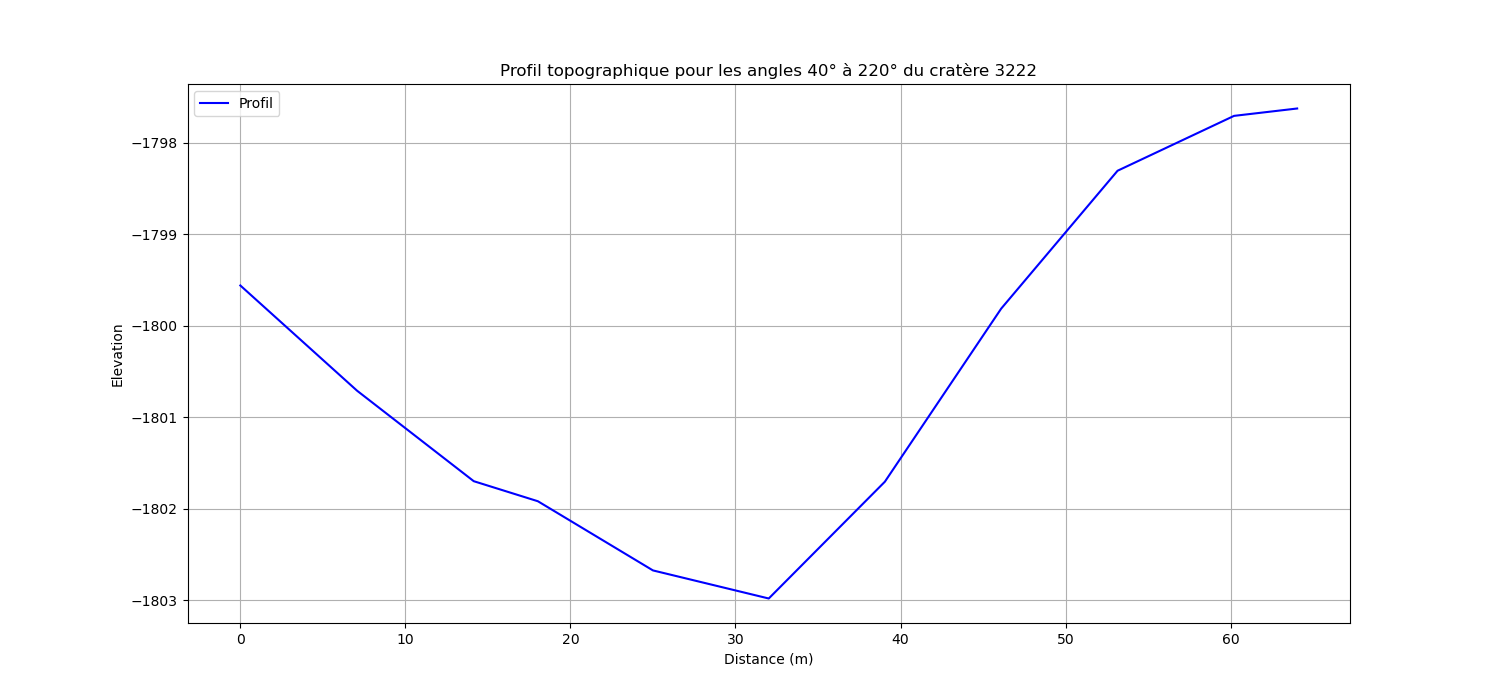 Profil topographique pour les angles 40° à 220° du cratère 3222
Profil
−1798
−1799
−1800
−1801
−1802
−1803
Elevation
0 10 20 30 40 50 60
Distance (m)